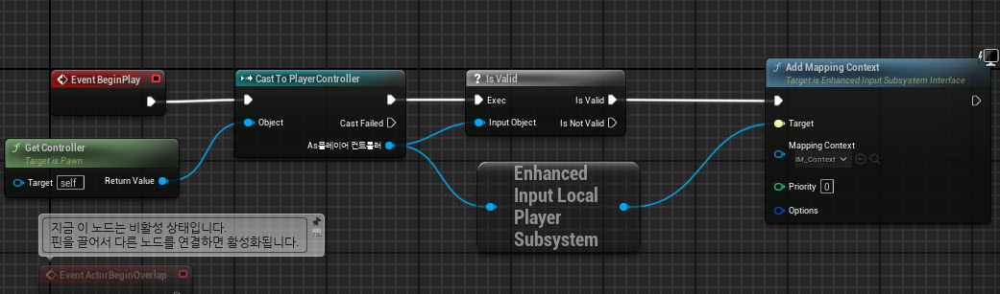 Event BeginPlay
Cast To PlayerController
Object
Cast Failed
As플레이어 컨트롤러
? Is Valid
Exec
Is Valid
Input Object
Is Not Valid
f Add Mapping Context
Target is Enhanced Input Subsystem Interface
Target
Mapping Context
IM_Context
Priority 0
Options
f Get Controller
Target is Pawn
Target self
Return Value
Enhanced
Input Local
Player
Subsystem
지금 이 노드는 비활성 상태입니다.
핀을 끌어서 다른 노드를 연결하면 활성화됩니다.
Event ActorBeginOverlap